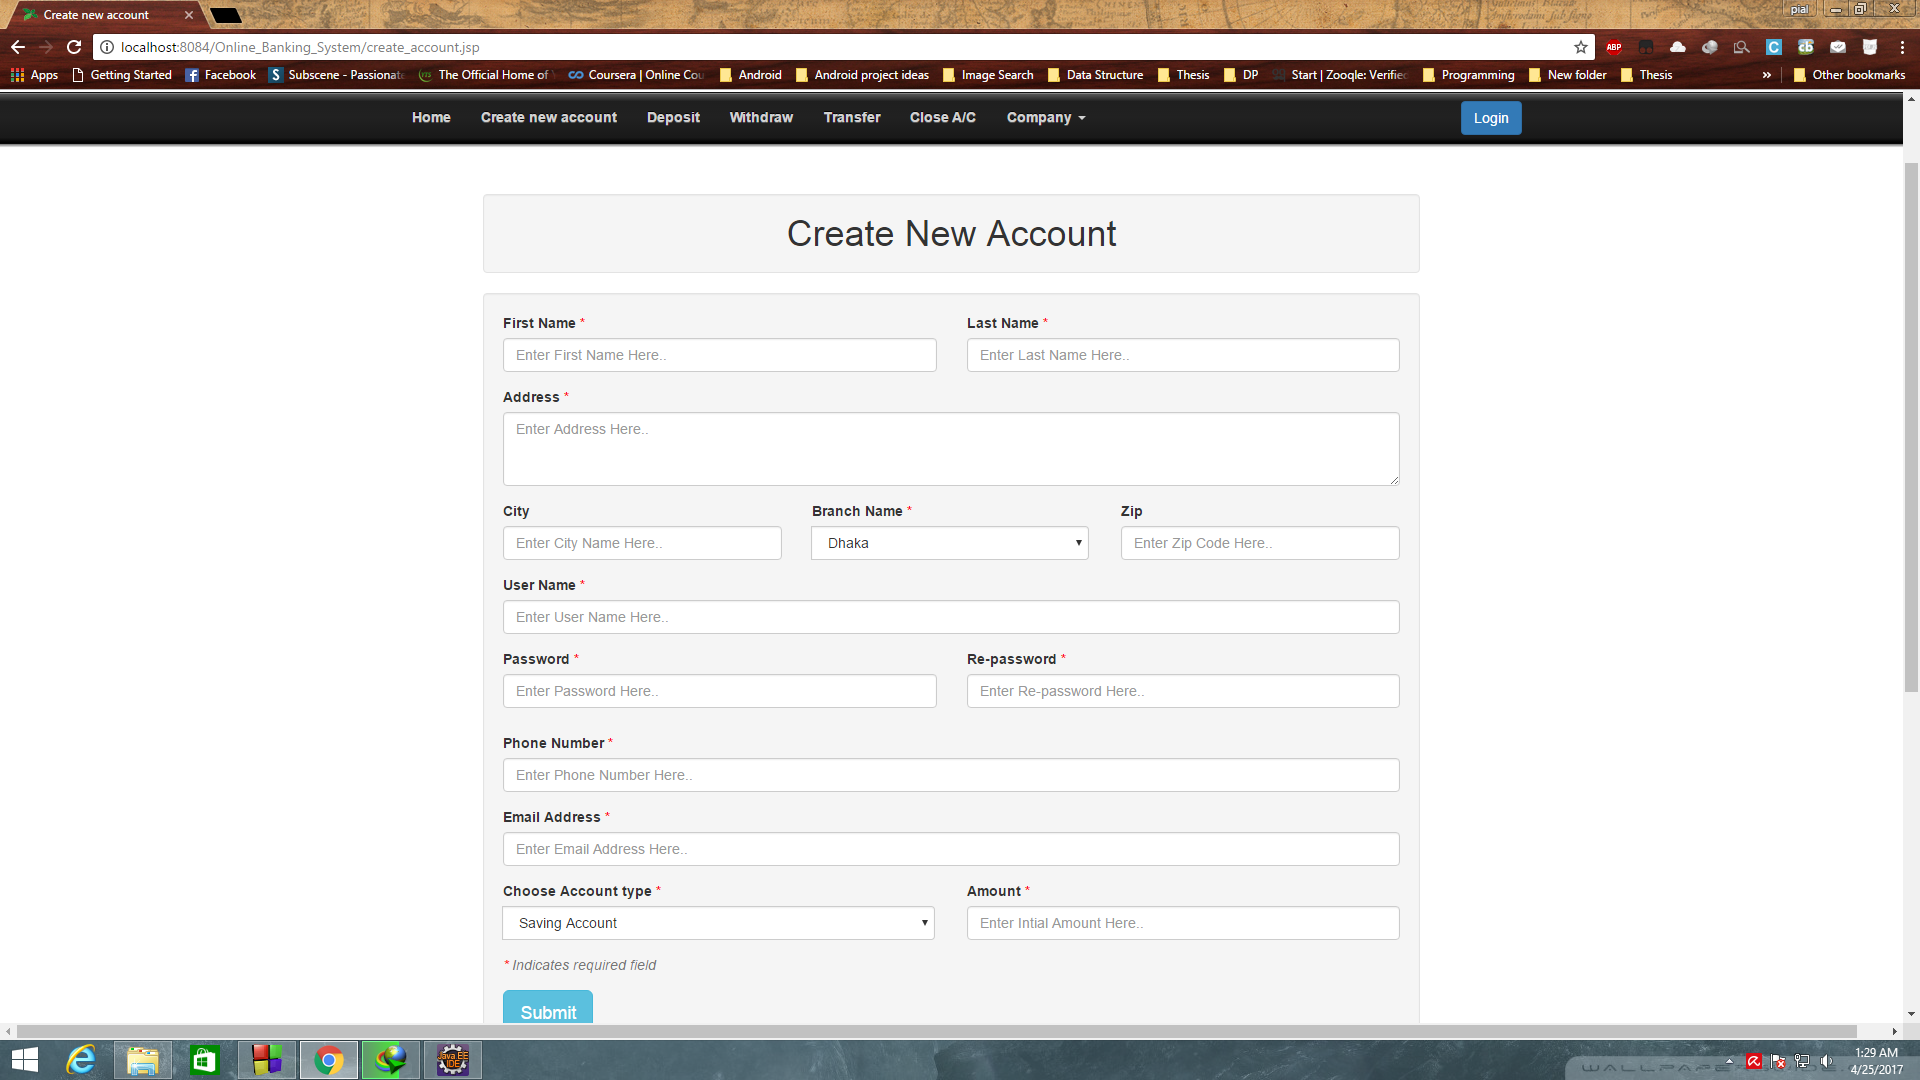 Create new account
pial
localhost:8084/Online_Banking_System/create_account.jsp
ABP
Apps Getting Started Facebook Subscene - Passionat The Official Home of Coursera | Online Cou Android Android project ideas Image Search Data Structure Thesis DP Start | Zooqle: Verifie Programming New folder Thesis » Other bookmarks
Home Create new account Deposit Withdraw Transfer Close A/C Company Login
Create New Account
First Name * Last Name *
Enter First Name Here.. Enter Last Name Here..
Address *
Enter Address Here..
City Branch Name * Zip
Enter City Name Here.. Dhaka Enter Zip Code Here..
User Name *
Enter User Name Here..
Password * Re-password *
Enter Password Here.. Enter Re-password Here..
Phone Number *
Enter Phone Number Here..
Email Address *
Enter Email Address Here..
Choose Account type * Amount *
Saving Account Enter Intial Amount Here..
* Indicates required field
Submit
Java EE
IDE
1:29 AM
4/25/2017